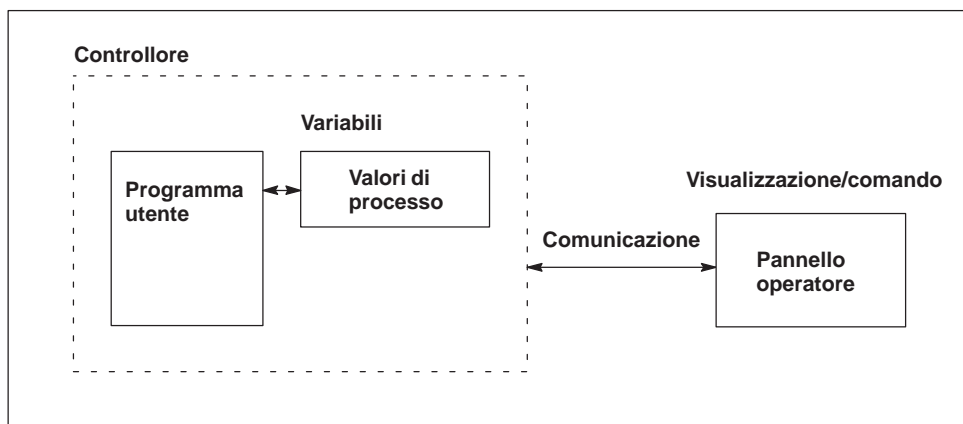 Controllore
Variabili
Programma
utente
Valori di
processo
Visualizzazione/comando
Comunicazione
Pannello
operatore